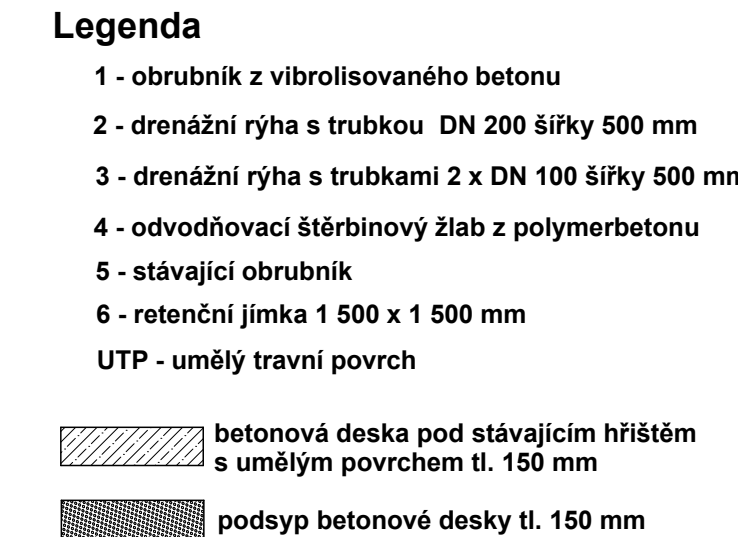 Legenda
1 - obrubník z vibrolisovaného betonu
2 - drenážní rýha s trubkou DN 200 šířky 500 mm
3 - drenážní rýha s trubkami 2 x DN 100 šířky 500 mm
4 - odvodňovací štěrbinový žlab z polymerbetonu
5 - stávající obrubník
6 - retenční jímka 1 500 x 1 500 mm
UTP - umělý travní povrch
betonová deska pod stávajícím hřištěm
s umělým povrchem tl. 150 mm
podsyp betonové desky tl. 150 mm